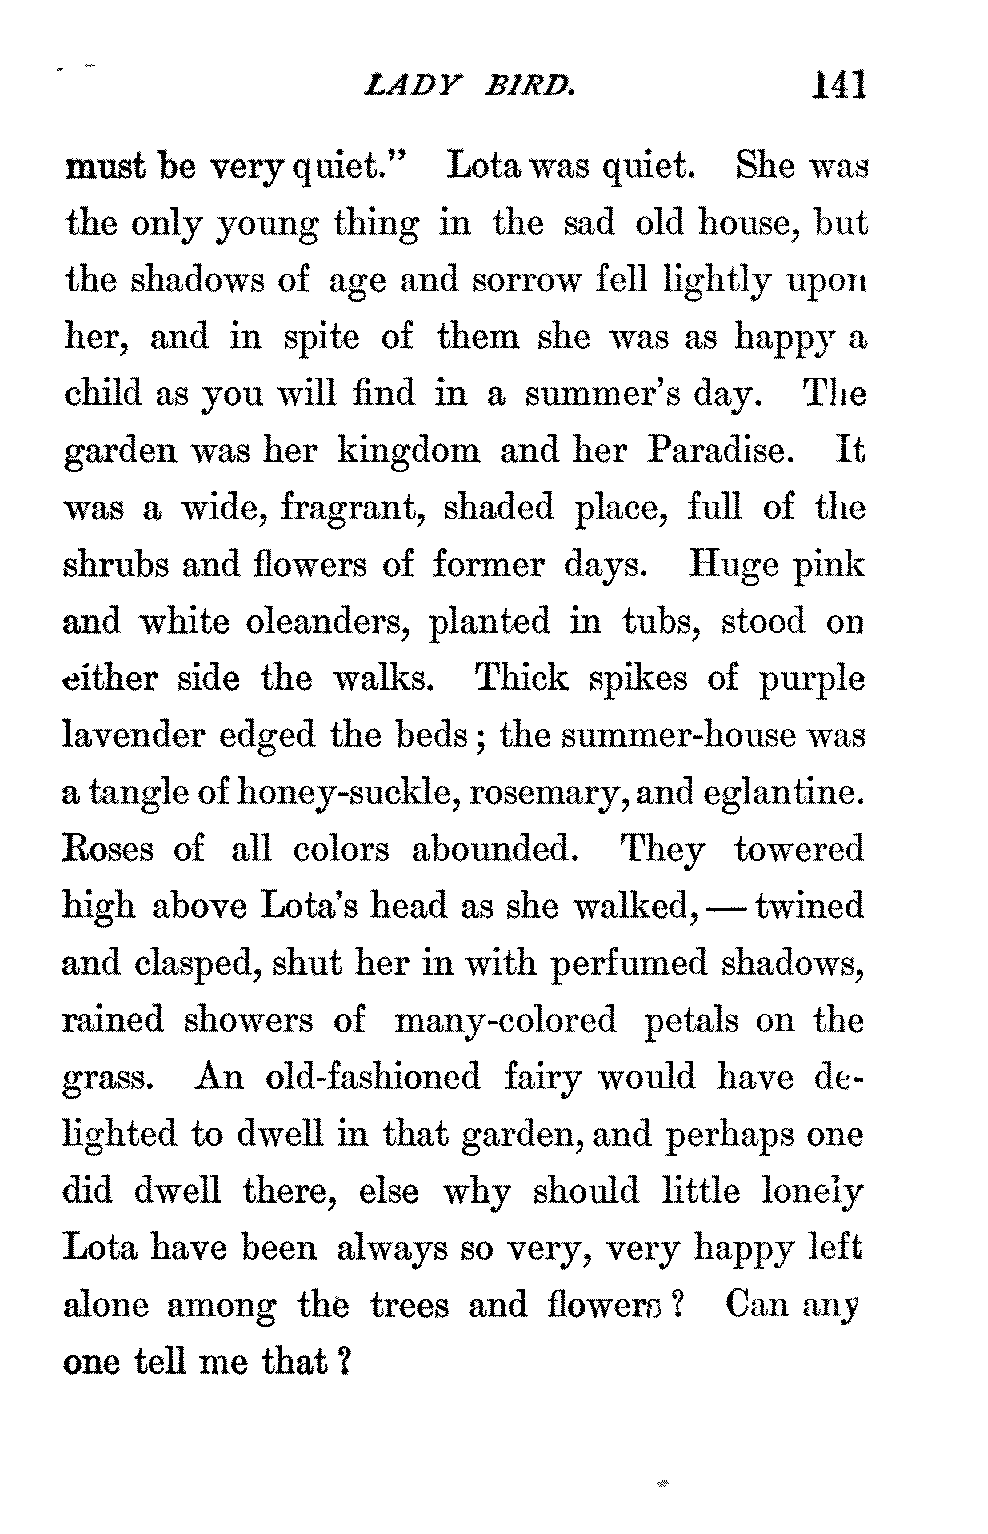 LADY BIRD. 141
must be very quiet." Lota was quiet. She was
the only young thing in the sad old house, but
the shadows of age and sorrow fell lightly upon
her, and in spite of them she was as happy a
child as you will find in a summer's day. The
garden was her kingdom and her Paradise. It
was a wide, fragrant, shaded place, full of the
shrubs and flowers of former days. Huge pink
and white oleanders, planted in tubs, stood on
either side the walks. Thick spikes of purple
lavender edged the beds; the summer-house was
a tangle of honey-suckle, rosemary, and eglantine.
Roses of all colors abounded. They towered
high above Lota's head as she walked,—twined
and clasped, shut her in with perfumed shadows,
rained showers of many-colored petals on the
grass. An old-fashioned fairy would have de-
lighted to dwell in that garden, and perhaps one
did dwell there, else why should little lonely
Lota have been always so very, very happy left
alone among the trees and flowers? Can any
one tell me that?